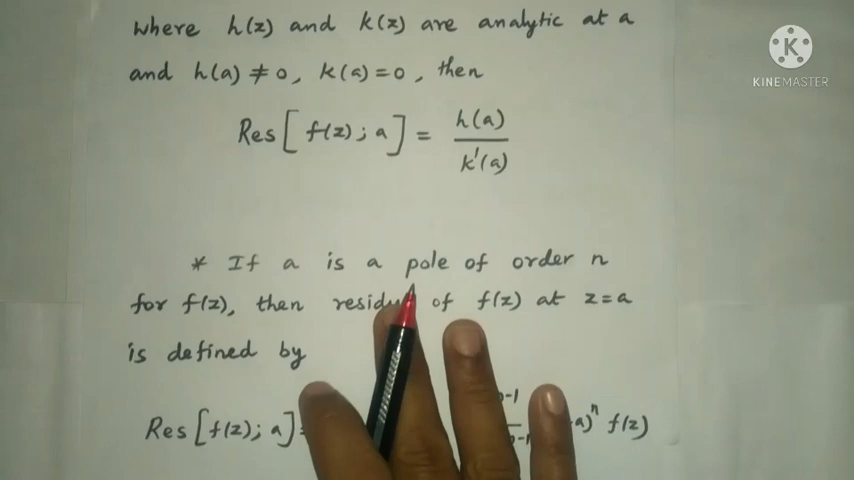 where h(z) and k(z) are analytic at a
and h(a) ≠ 0, k(a) = 0, then
Res[f(z); a] = h(a) / k'(a)
* If a is a pole of order n
for f(z), then residue of f(z) at z=a
is defined by
Res[f(z); a] = a)^n f(z)
K
KINEMASTER